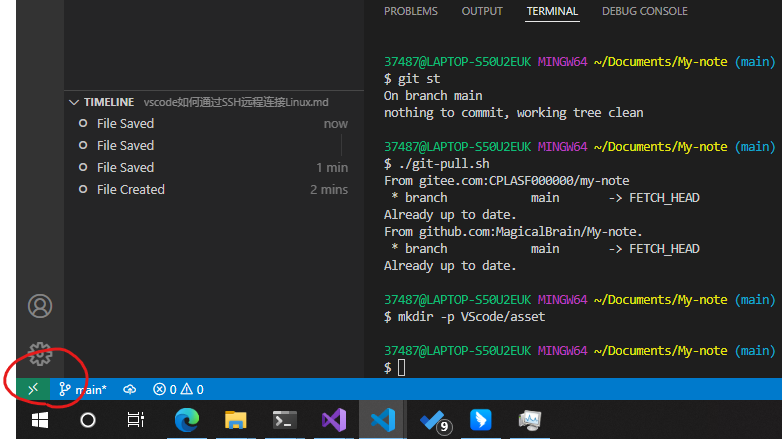 PROBLEMS OUTPUT TERMINAL DEBUG CONSOLE
37487@LAPTOP-S50U2EUK MINGW64 ~/Documents/My-note (main)
$ git st
On branch main
nothing to commit, working tree clean
37487@LAPTOP-S50U2EUK MINGW64 ~/Documents/My-note (main)
$ ./git-pull.sh
From gitee.com:CPLASF000000/my-note
* branch main -> FETCH_HEAD
Already up to date.
From github.com:MagicalBrain/My-note.
* branch main -> FETCH_HEAD
Already up to date.
37487@LAPTOP-S50U2EUK MINGW64 ~/Documents/My-note (main)
$ mkdir -p VScode/asset
37487@LAPTOP-S50U2EUK MINGW64 ~/Documents/My-note (main)
$
TIMELINE vscode如何通过SSH远程连接Linux.md
File Saved now
File Saved
File Saved 1 min
File Created 2 mins
main* 0 0
9